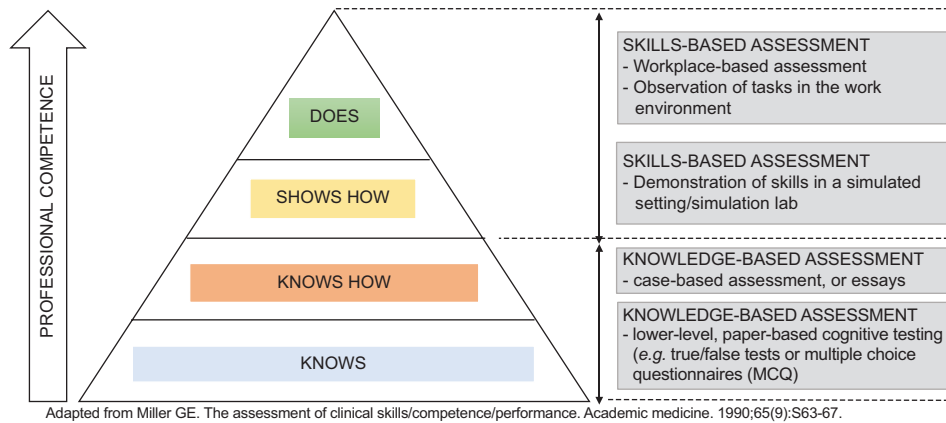 PROFESSIONAL COMPETENCE
DOES
SHOWS HOW
KNOWS HOW
KNOWS
SKILLS-BASED ASSESSMENT
- Workplace-based assessment
- Observation of tasks in the work
environment
SKILLS-BASED ASSESSMENT
- Demonstration of skills in a simulated
setting/simulation lab
KNOWLEDGE-BASED ASSESSMENT
- case-based assessment, or essays
KNOWLEDGE-BASED ASSESSMENT
- lower-level, paper-based cognitive testing
(e.g. true/false tests or multiple choice
questionnaires (MCQ)
Adapted from Miller GE. The assessment of clinical skills/competence/performance. Academic medicine. 1990;65(9):S63-67.